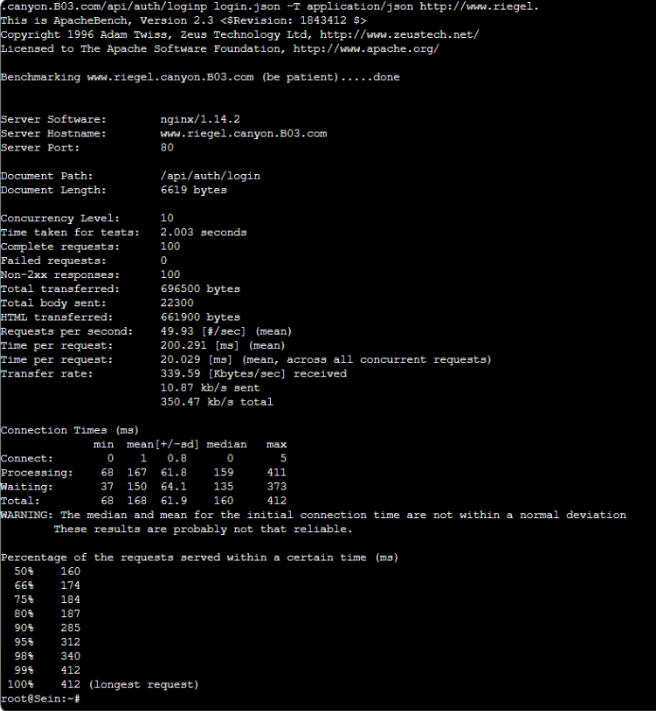 .canyon.B03.com/api/auth/loginp login.json -T application/json http://www.riegel.
This is ApacheBench, Version 2.3 <$Revision: 1843412 $>
Copyright 1996 Adam Twiss, Zeus Technology Ltd, http://www.zeustech.net/
Licensed to The Apache Software Foundation, http://www.apache.org/

Benchmarking www.riegel.canyon.B03.com (be patient).....done


Server Software:        nginx/1.14.2
Server Hostname:        www.riegel.canyon.B03.com
Server Port:            80

Document Path:          /api/auth/login
Document Length:        6619 bytes

Concurrency Level:      10
Time taken for tests:   2.003 seconds
Complete requests:      100
Failed requests:        0
Non-2xx responses:      100
Total transferred:      696500 bytes
Total body sent:        22300
HTML transferred:       661900 bytes
Requests per second:    49.93 [#/sec] (mean)
Time per request:       200.291 [ms] (mean)
Time per request:       20.029 [ms] (mean, across all concurrent requests)
Transfer rate:          339.59 [Kbytes/sec] received
                        10.87 kb/s sent
                        350.47 kb/s total

Connection Times (ms)
              min  mean[+/-sd] median   max
Connect:        0    1   0.8      0       5
Processing:    68  167  61.8    159     411
Waiting:       37  150  64.1    135     373
Total:         68  168  61.9    160     412
WARNING: The median and mean for the initial connection time are not within a normal deviation
        These results are probably not that reliable.

Percentage of the requests served within a certain time (ms)
  50%    160
  66%    174
  75%    184
  80%    187
  90%    285
  95%    312
  98%    340
  99%    412
 100%    412 (longest request)
root@Sein:~#